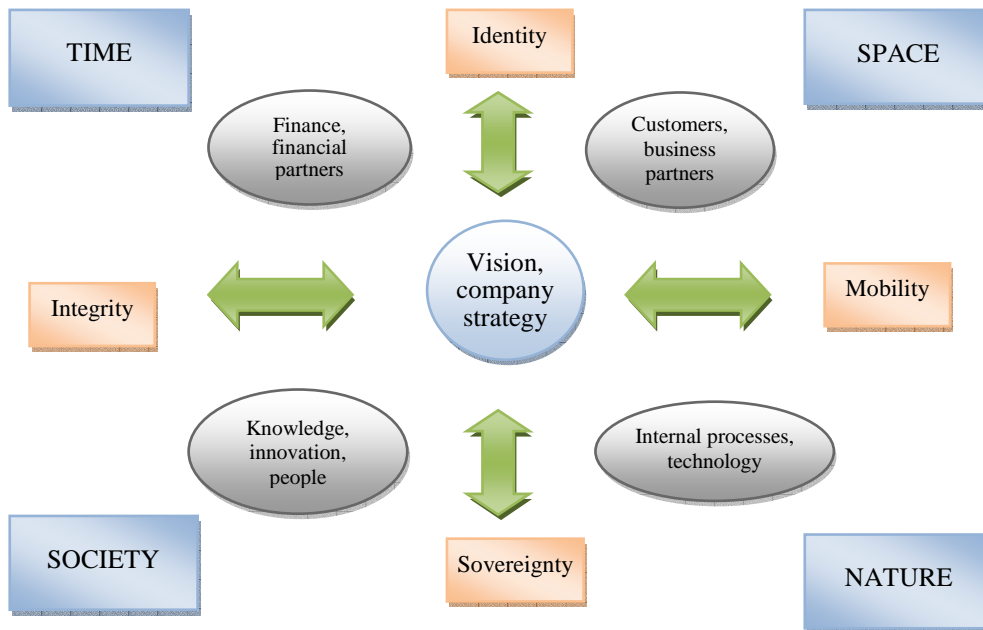 TIME
Identity
SPACE
Finance,
financial
partners
Customers,
business
partners
Vision,
company
strategy
Integrity
Mobility
Knowledge,
innovation,
people
Internal processes,
technology
SOCIETY
Sovereignty
NATURE